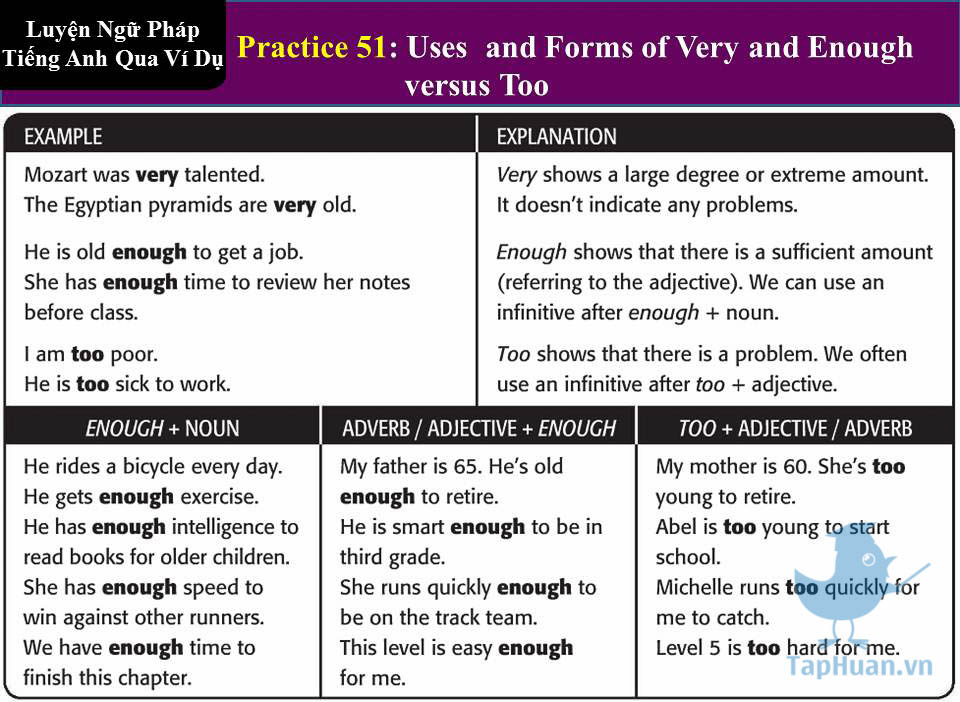 Luyện Ngữ Pháp
Tiếng Anh Qua Ví Dụ
Practice 51: Uses and Forms of Very and Enough
versus Too
EXAMPLE
EXPLANATION
Mozart was very talented.
The Egyptian pyramids are very old.
Very shows a large degree or extreme amount.
It doesn't indicate any problems.
He is old enough to get a job.
She has enough time to review her notes
before class.
Enough shows that there is a sufficient amount
(referring to the adjective). We can use an
infinitive after enough + noun.
I am too poor.
He is too sick to work.
Too shows that there is a problem. We often
use an infinitive after too + adjective.
ENOUGH + NOUN
ADVERB / ADJECTIVE + ENOUGH
TOO + ADJECTIVE / ADVERB
He rides a bicycle every day.
He gets enough exercise.
He has enough intelligence to
read books for older children.
She has enough speed to
win against other runners.
We have enough time to
finish this chapter.
My father is 65. He's old
enough to retire.
He is smart enough to be in
third grade.
She runs quickly enough to
be on the track team.
This level is easy enough
for me.
My mother is 60. She's too
young to retire.
Abel is too young to start
school.
Michelle runs too quickly for
me to catch.
Level 5 is too hard for me.
TapHuan.vn